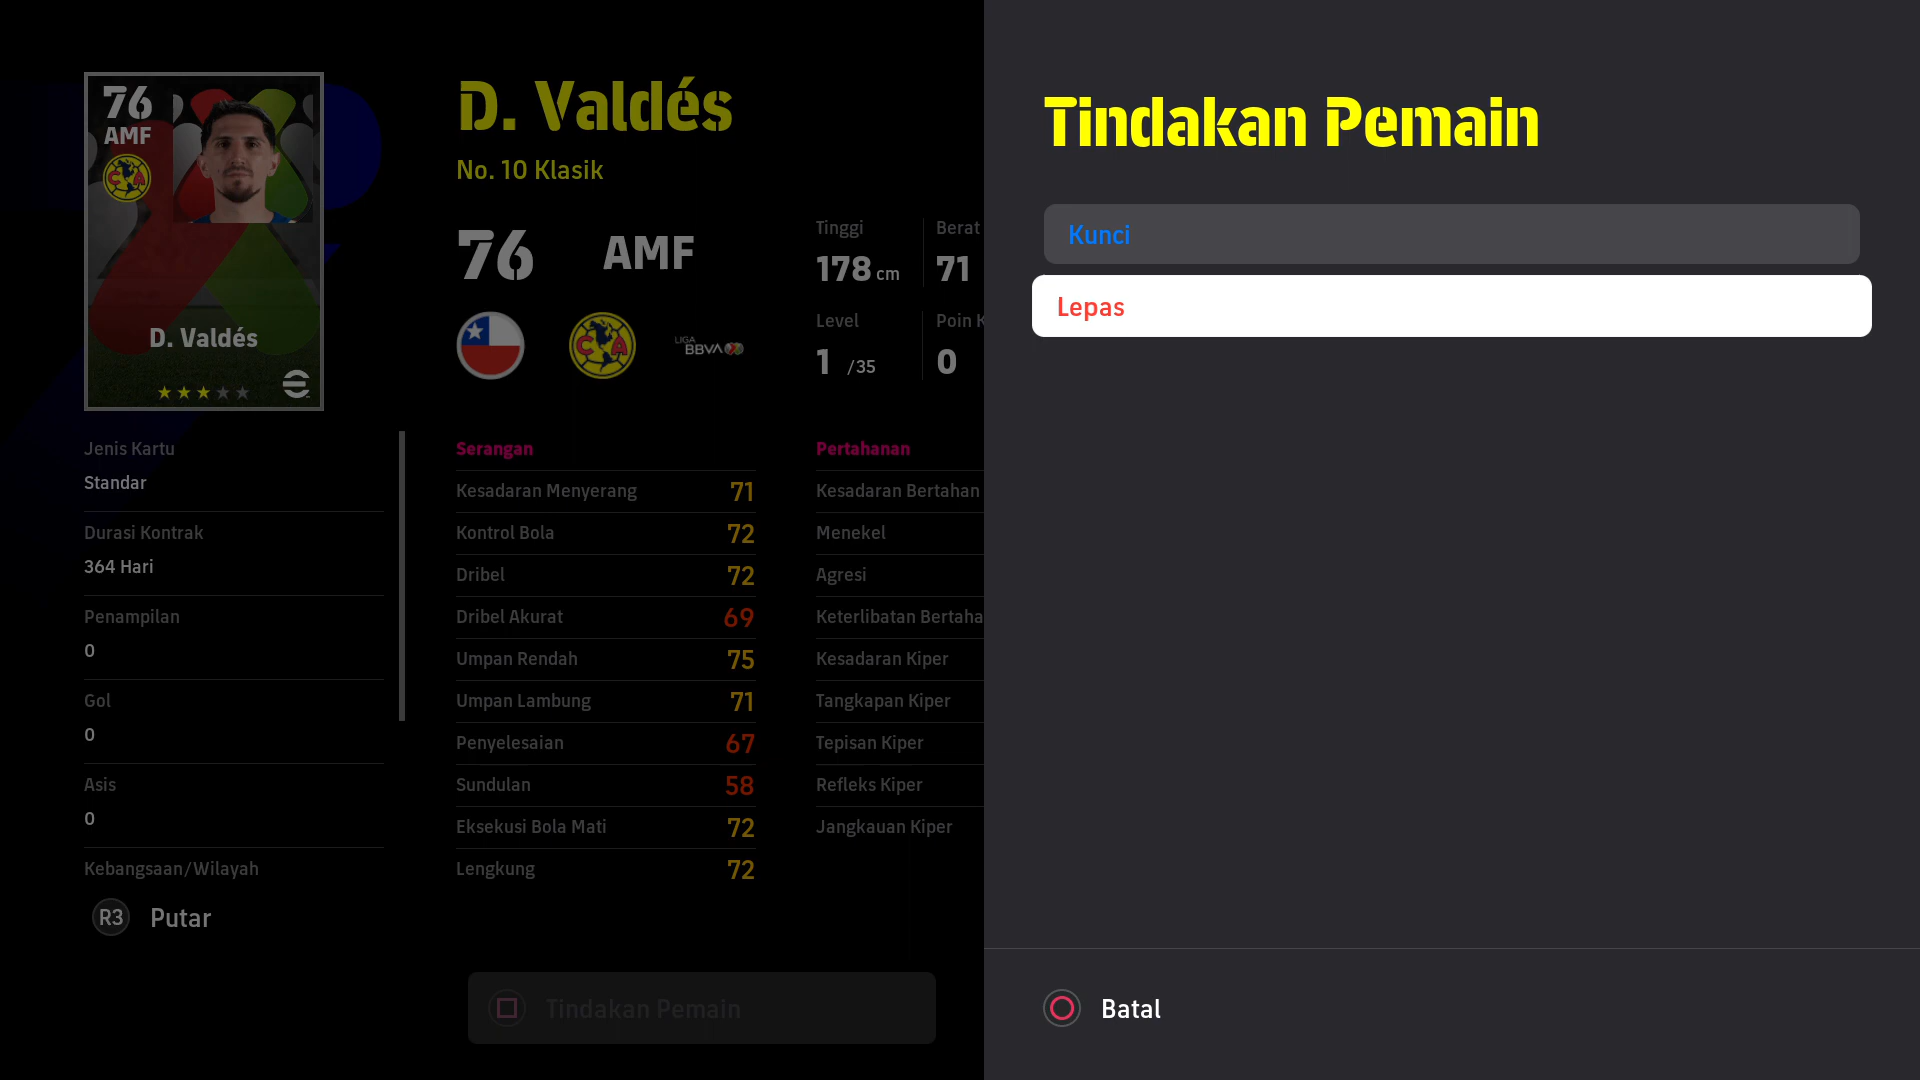 76
AMF
D. Valdés
D. Valdés
No. 10 Klasik
76 AMF
LIGA
BBVA
Tinggi
178 cm
Berat
71
Level
1 /35
Poin K
0
Jenis Kartu
Standar
Durasi Kontrak
364 Hari
Penampilan
0
Gol
0
Asis
0
Kebangsaan/Wilayah
R3 Putar
Serangan
Kesadaran Menyerang 71
Kontrol Bola 72
Dribel 72
Dribel Akurat 69
Umpan Rendah 75
Umpan Lambung 71
Penyelesaian 67
Sundulan 58
Eksekusi Bola Mati 72
Lengkung 72
Pertahanan
Kesadaran Bertahan
Menekel
Agresi
Keterlibatan Bertaha
Kesadaran Kiper
Tangkapan Kiper
Tepisan Kiper
Refleks Kiper
Jangkauan Kiper
Tindakan Pemain
Tindakan Pemain
Kunci
Lepas
Batal